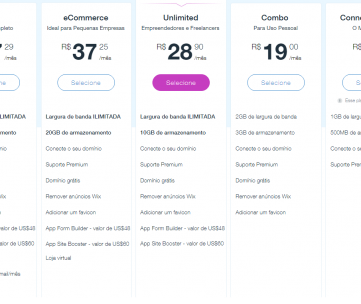 pleto
29
/mês
ILIMITADA
mento
ínio
Wix
r de US$48
or de US$60
mail/mês
eCommerce
Ideal para Pequenas Empresas
R$ 37 25
/mês
Selecione
Largura de banda ILIMITADA
20GB de armazenamento
Conecte o seu domínio
Suporte Premium
Domínio grátis
Remover anúncios Wix
Adicionar um favicon
App Form Builder - valor de US$48
App Site Booster - valor de US$60
Loja virtual
Unlimited
Empreendedores e Freelancers
R$ 28 90
/mês
Selecione
Largura de banda ILIMITADA
10GB de armazenamento
Conecte o seu domínio
Suporte Premium
Domínio grátis
Remover anúncios Wix
Adicionar um favicon
App Form Builder - valor de US$48
App Site Booster - valor de US$60
Combo
Para Uso Pessoal
R$ 19 00
/mês
Selecione
2GB de largura de banda
3GB de armazenamento
Conecte o seu domínio
Suporte Premium
Domínio grátis
Remover anúncios Wix
Adicionar um favicon
Conne
O M
R$
1GB de larg
500MB de a
Conecte o s
Suporte Pre